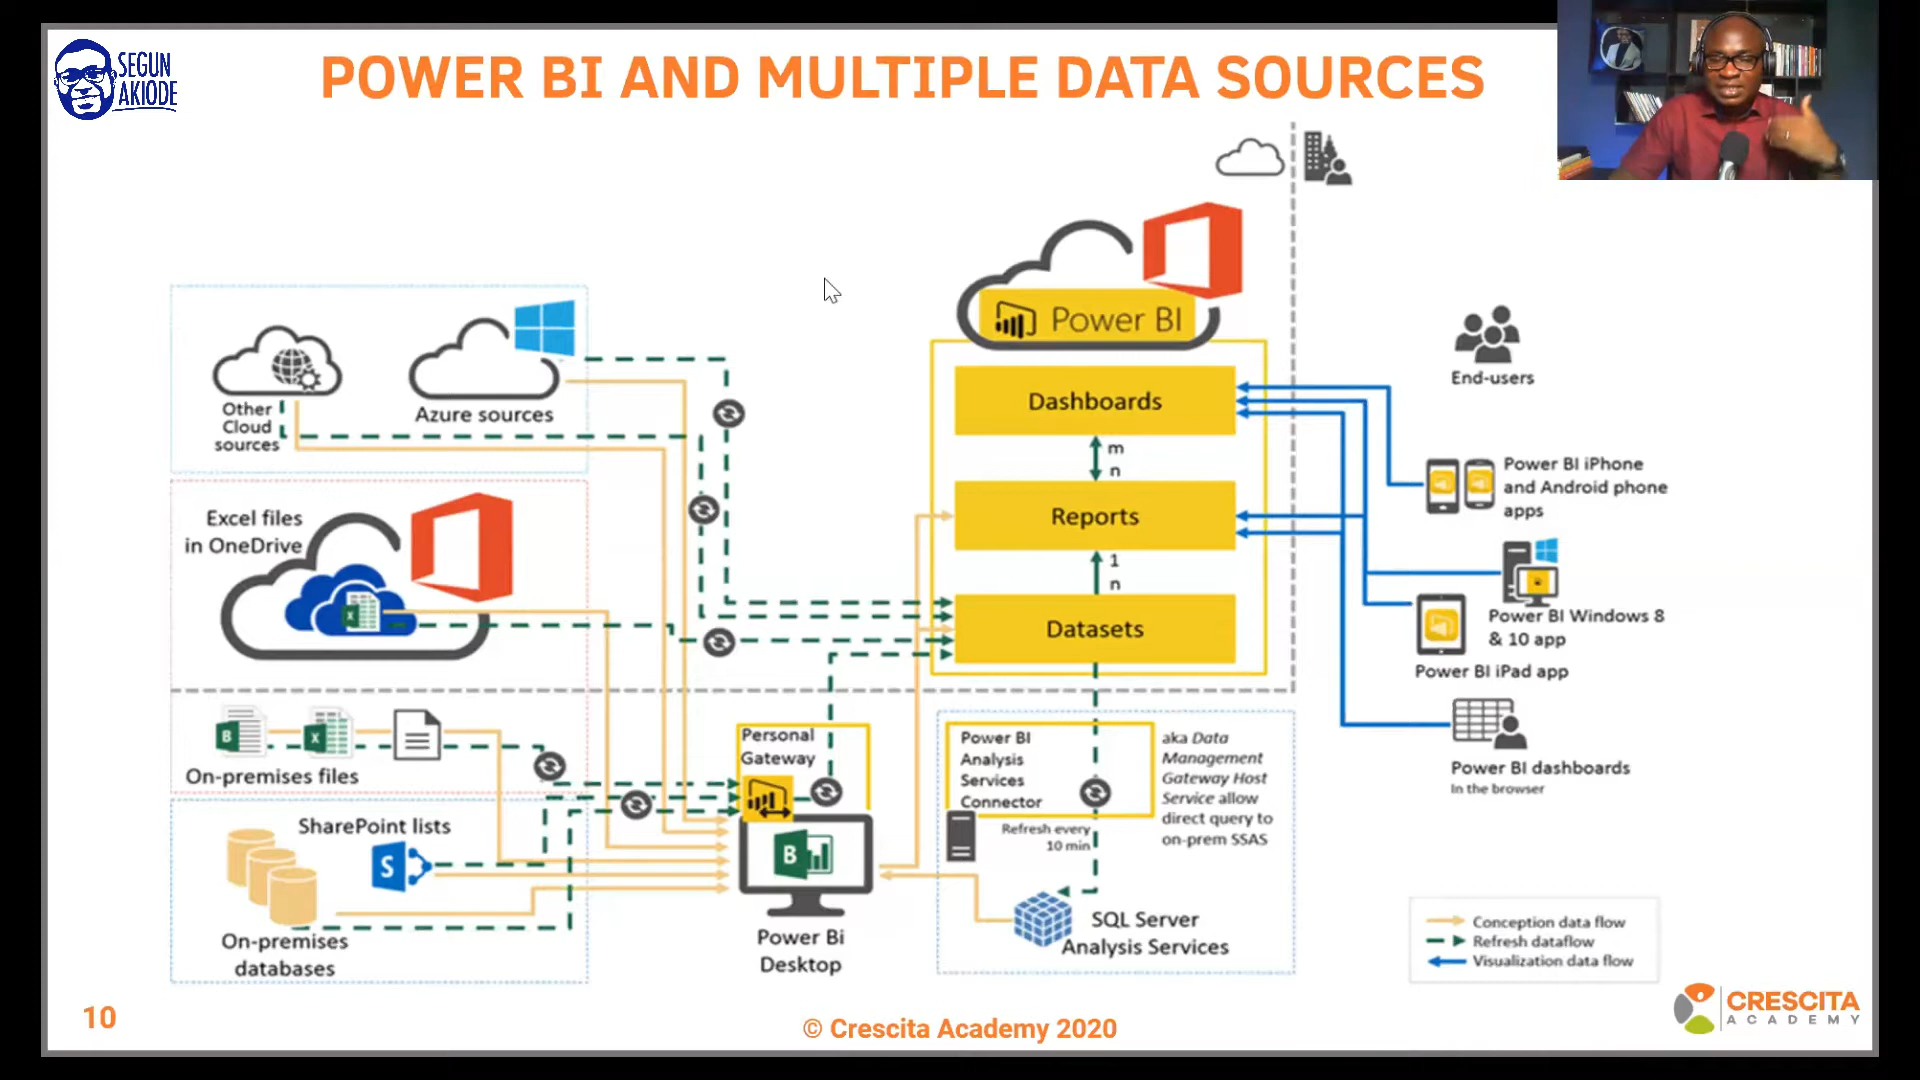 SEGUN
AKIODE
POWER BI AND MULTIPLE DATA SOURCES
Power BI
Other
Cloud
sources
Azure sources
Dashboards
m
n
Reports
1
n
Datasets
End-users
Power BI iPhone
and Android phone
apps
Power BI Windows 8
& 10 app
Power BI iPad app
Power BI dashboards
In the browser
Excel files
in OneDrive
X
B
X
On-premises files
SharePoint lists
S
On-premises
databases
Personal
Gateway
B
Power Bi
Desktop
Power BI
Analysis
Services
Connector
Refresh every
10 min
aka Data
Management
Gateway Host
Service allow
direct query to
on-prem SSAS
SQL Server
Analysis Services
Conception data flow
Refresh dataflow
Visualization data flow
10
© Crescita Academy 2020
CRESCITA
ACADEMY